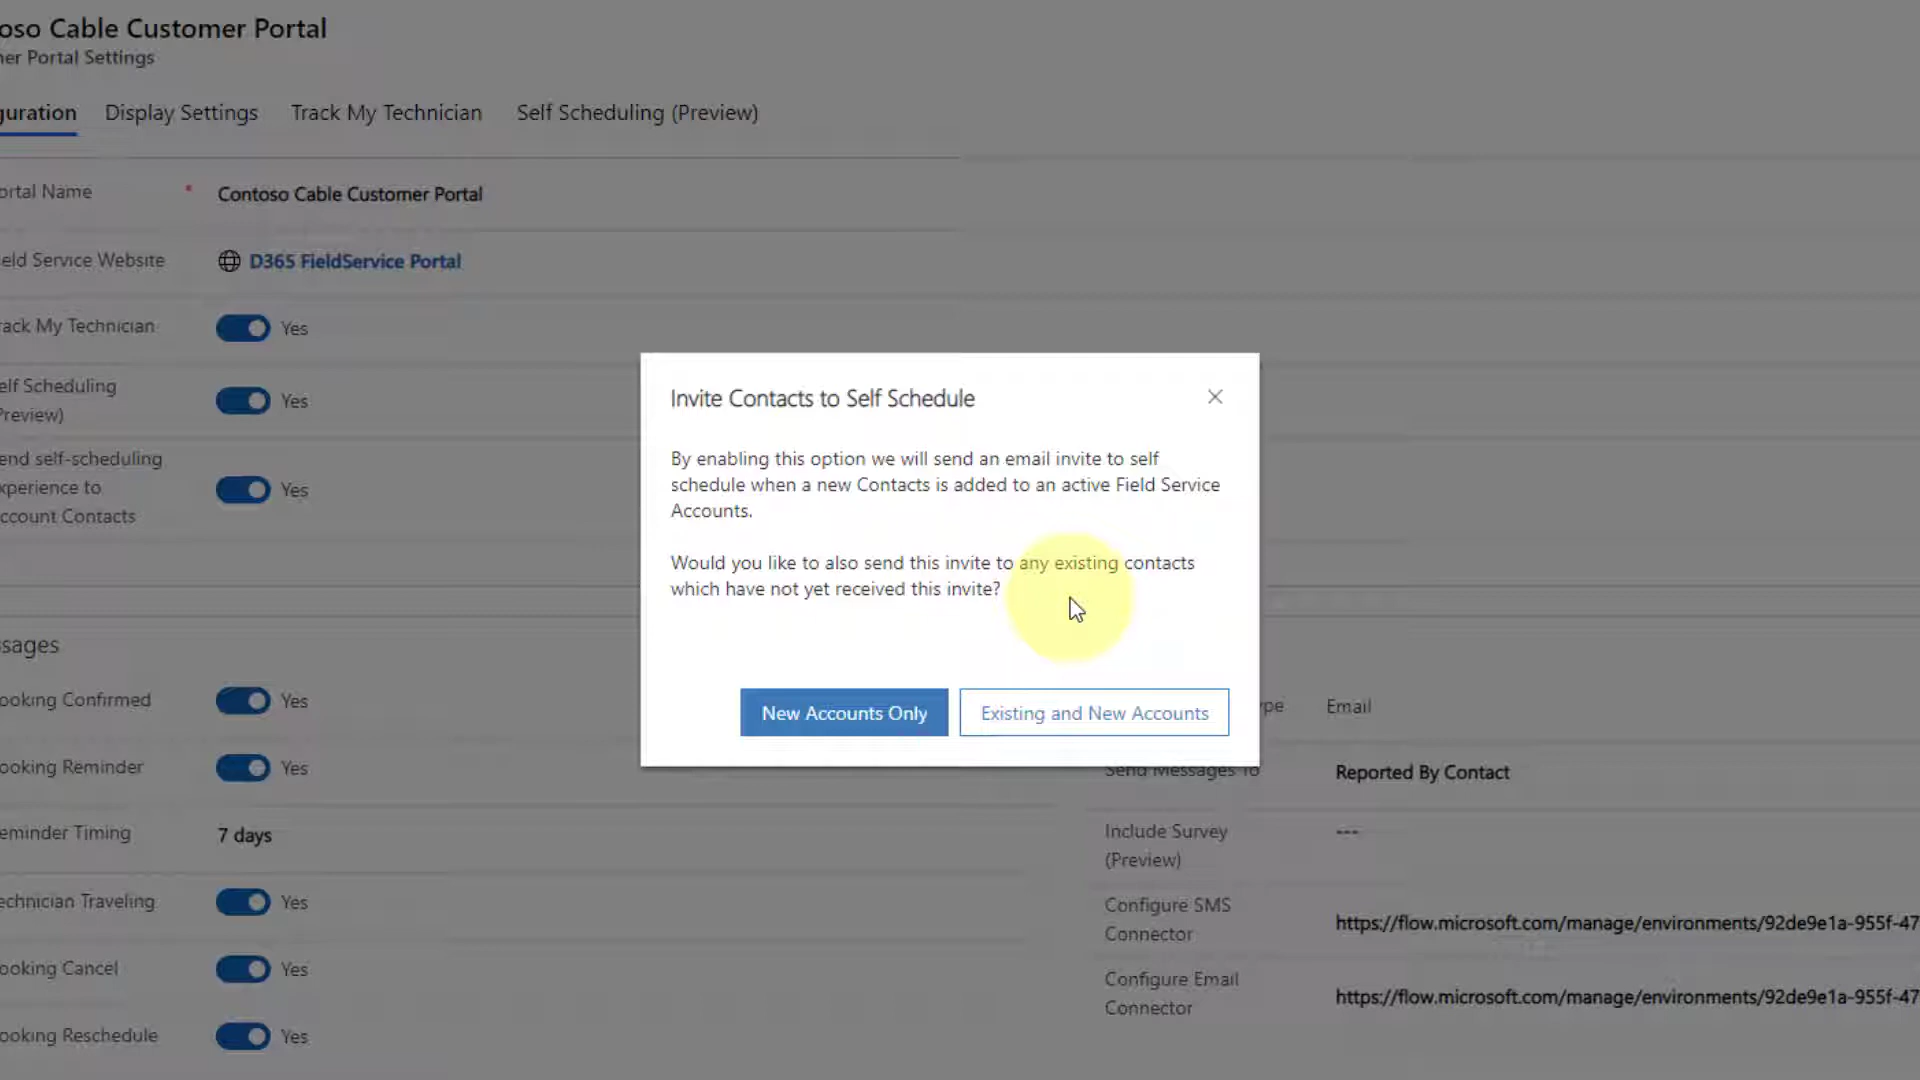 oso Cable Customer Portal
er Portal Settings
guration Display Settings Track My Technician Self Scheduling (Preview)
ortal Name * Contoso Cable Customer Portal
eld Service Website D365 FieldService Portal
rack My Technician Yes
elf Scheduling
Preview) Yes
end self-scheduling
xperience to
ccount Contacts Yes
Invite Contacts to Self Schedule
By enabling this option we will send an email invite to self
schedule when a new Contacts is added to an active Field Service
Accounts.
Would you like to also send this invite to any existing contacts
which have not yet received this invite?
New Accounts Only Existing and New Accounts
ssages
ooking Confirmed Yes
ype Email
ooking Reminder Yes
Send Messages To Reported By Contact
eminder Timing 7 days
Include Survey
(Preview) ---
echnician Traveling Yes
Configure SMS
Connector https://flow.microsoft.com/manage/environments/92de9e1a-955f-47
ooking Cancel Yes
Configure Email
Connector https://flow.microsoft.com/manage/environments/92de9e1a-955f-47
ooking Reschedule Yes